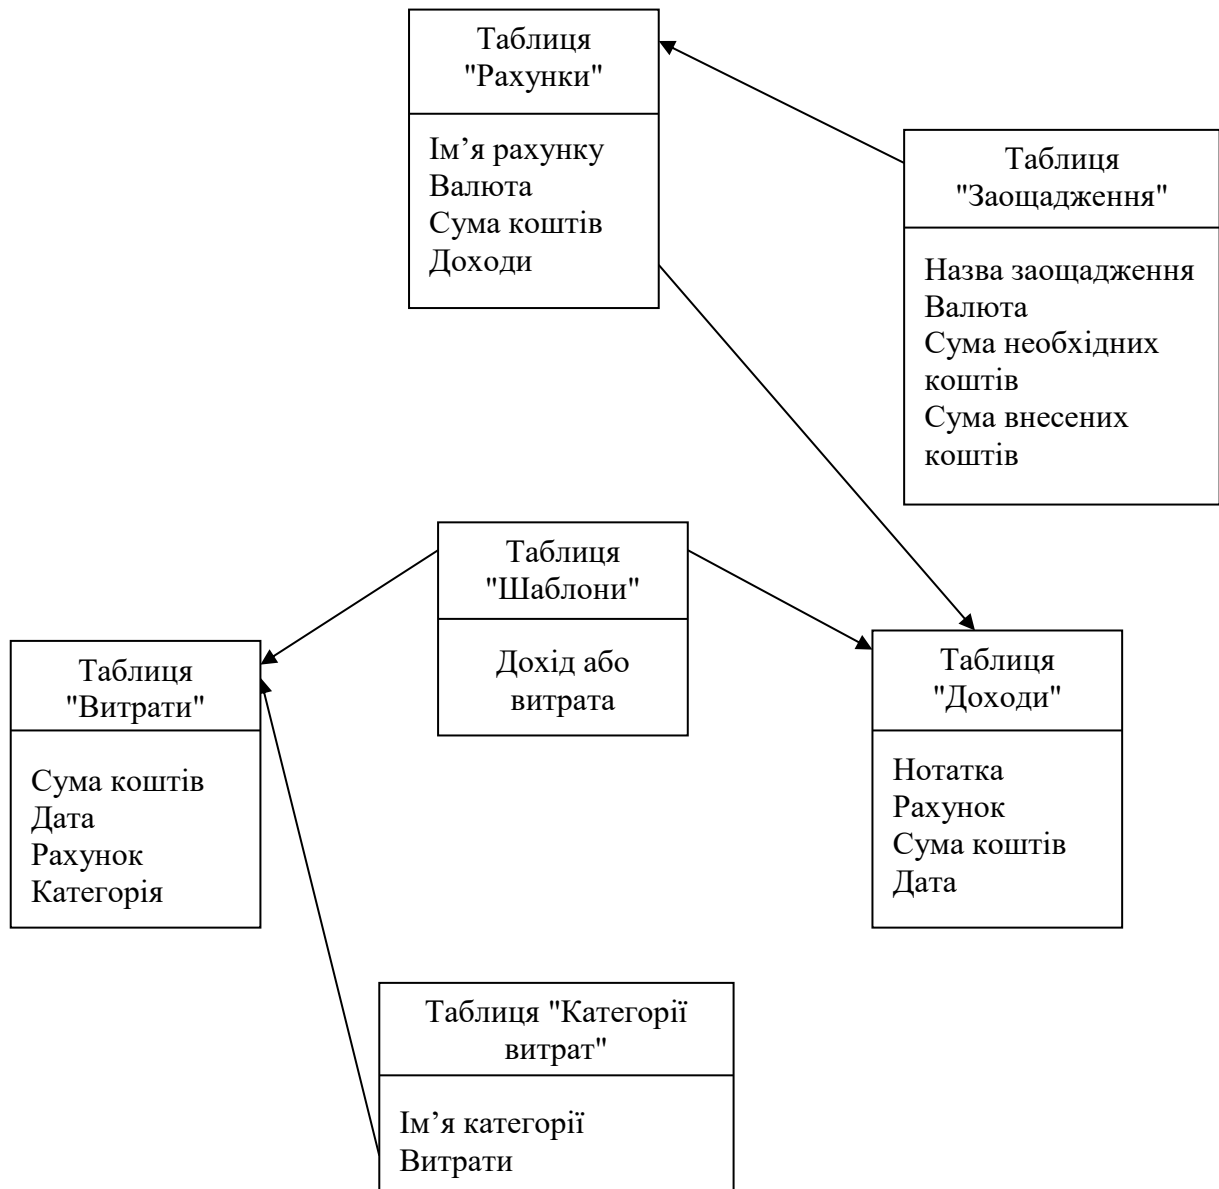 Таблиця
"Рахунки"
Ім’я рахунку
Валюта
Сума коштів
Доходи
Таблиця
"Заощадження"
Назва заощадження
Валюта
Сума необхідних
коштів
Сума внесених
коштів
Таблиця
"Шаблони"
Дохід або
витрата
Таблиця
"Витрати"
Сума коштів
Дата
Рахунок
Категорія
Таблиця
"Доходи"
Нотатка
Рахунок
Сума коштів
Дата
Таблиця "Категорії
витрат"
Ім’я категорії
Витрати